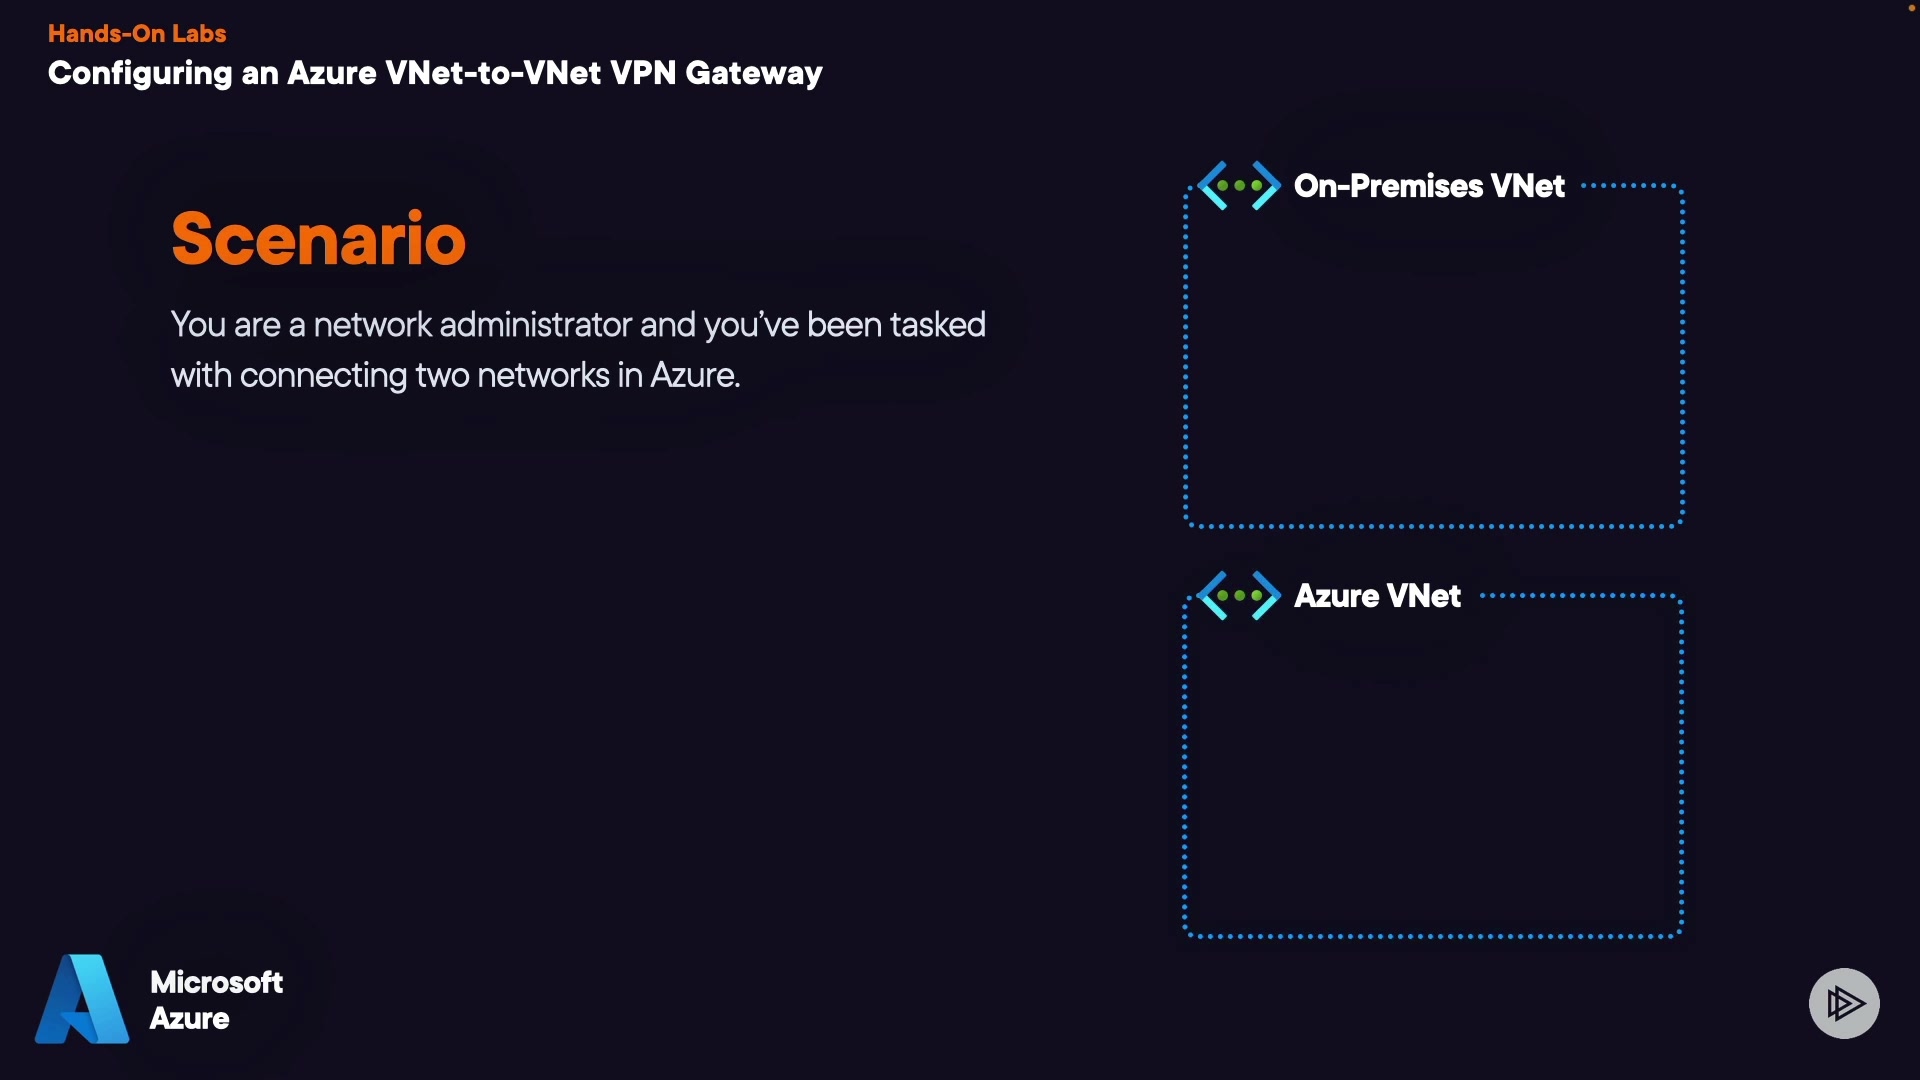 Hands-On Labs
Configuring an Azure VNet-to-VNet VPN Gateway
Scenario
You are a network administrator and you’ve been tasked
with connecting two networks in Azure.
On-Premises VNet
Azure VNet
Microsoft
Azure